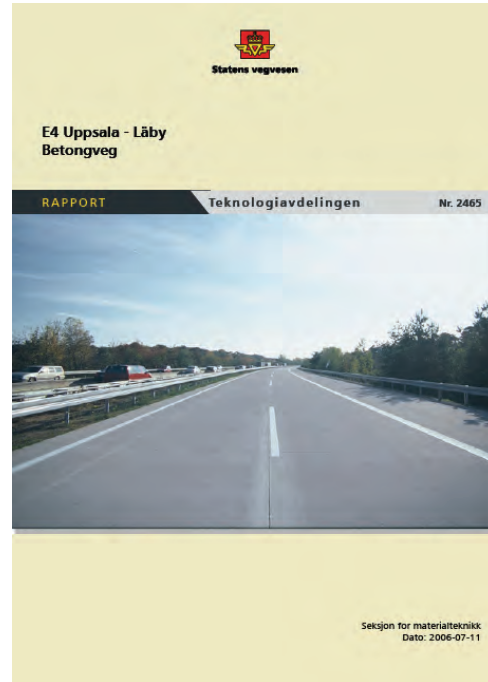 Statens vegvesen
E4 Uppsala - Läby
Betongveg
RAPPORT Teknologiavdelingen Nr. 2465
Seksjon for materialteknikk
Dato: 2006-07-11